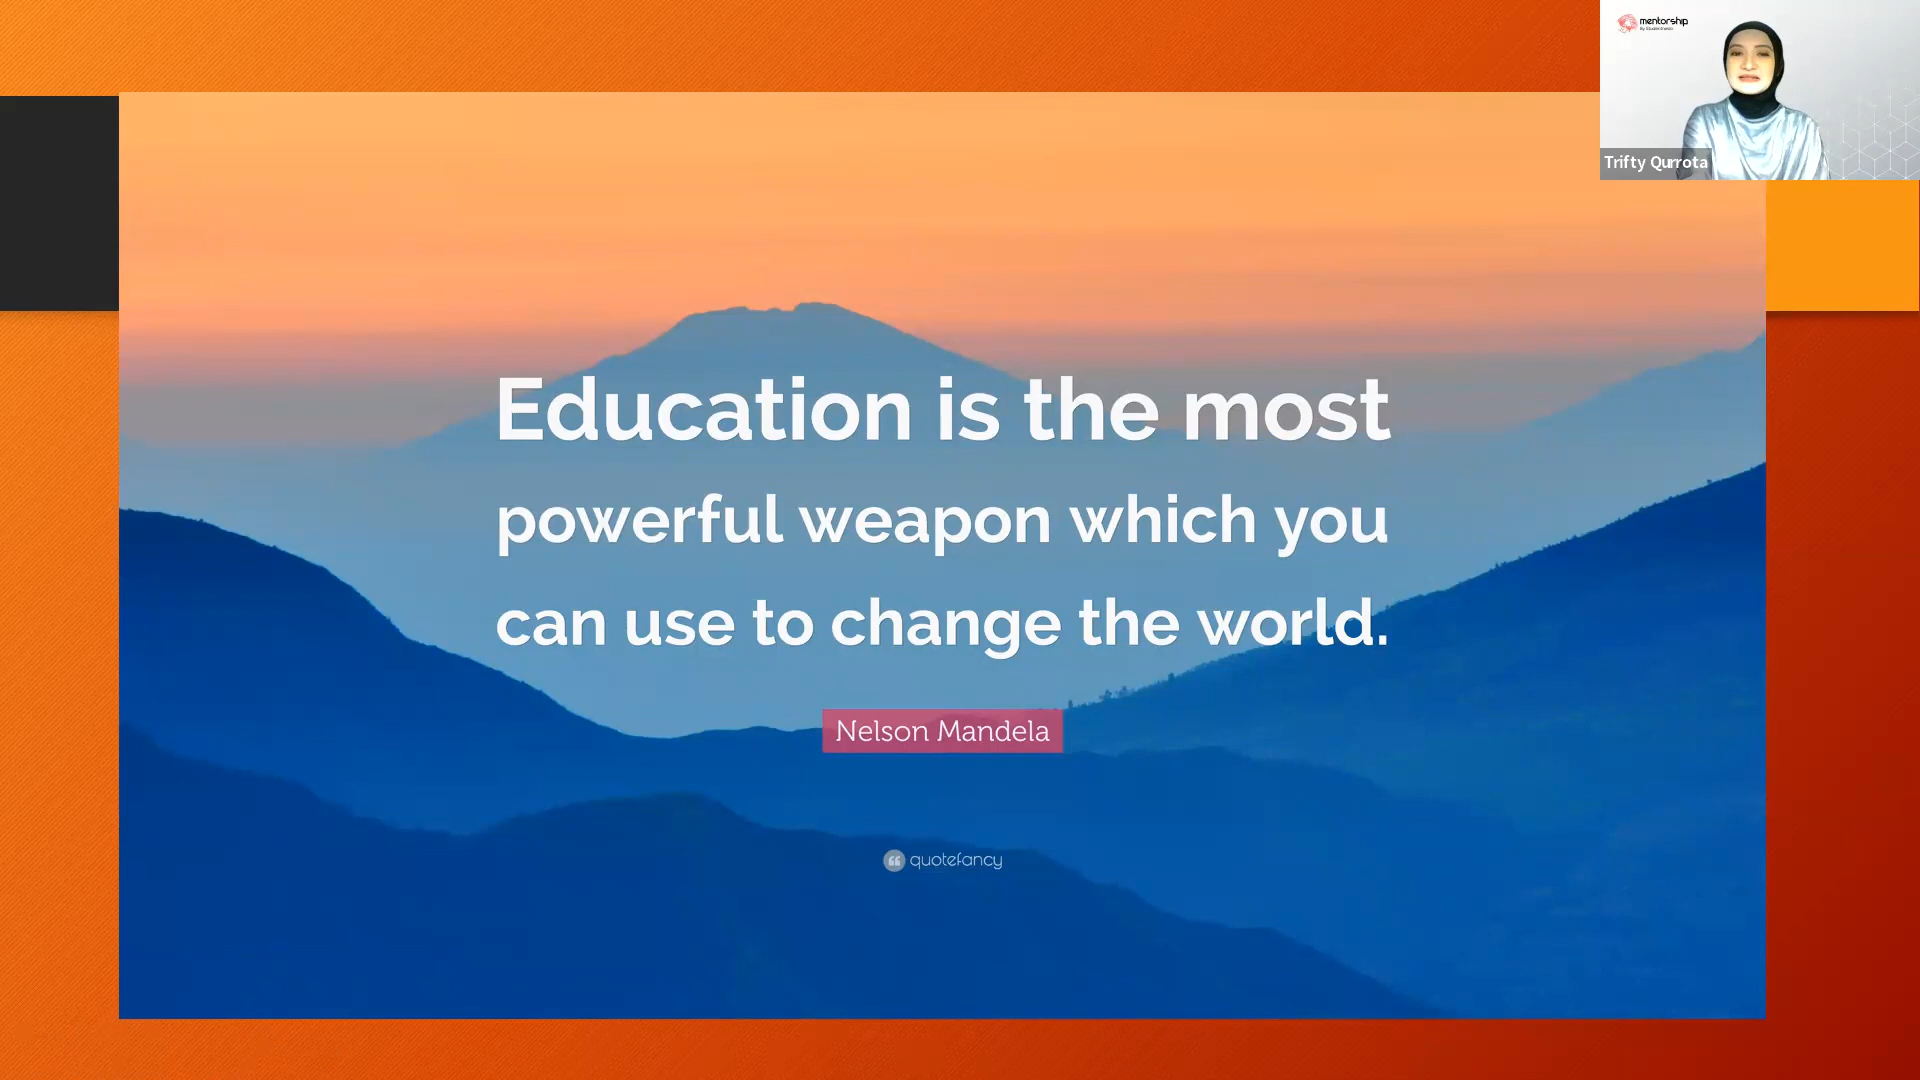 mentorship
Trifty Qurrota
Education is the most
powerful weapon which you
can use to change the world.
Nelson Mandela
quotefancy